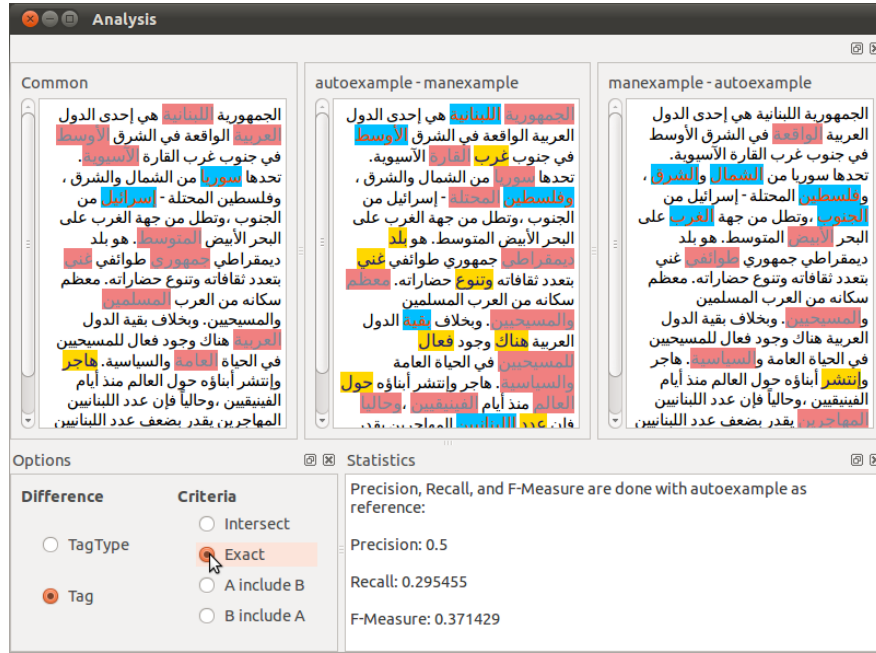 Analysis
Common
الجمهورية اللبنانية هي إحدى الدول
العربية الواقعة في الشرق الأوسط
في جنوب غرب القارة الآسيوية.
تحدها سوريا من الشمال والشرق ،
وفلسطين المحتلة - إسرائيل من
الجنوب ،وتطل من جهة الغرب على
البحر الأبيض المتوسط. هو بلد
ديمقراطي جمهوري طوائفي غني
بتعدد ثقافاته وتنوع حضاراته. معظم
سكانه من العرب المسلمين
والمسيحيين. وبخلاف بقية الدول
العربية هناك وجود فعال للمسيحيين
في الحياة العامة والسياسية. هاجر
وإنتشر أبناؤه حول العالم منذ أيام
الفينيقيين ،وحالياً فإن عدد اللبنانيين
المهاجرين يقدر بضعف عدد اللبنانيين
autoexample - manexample
الجمهورية اللبنانية هي إحدى الدول
العربية الواقعة في الشرق الأوسط
في جنوب غرب القارة الآسيوية.
تحدها سوريا من الشمال والشرق ،
وفلسطين المحتلة - إسرائيل من
الجنوب ،وتطل من جهة الغرب على
البحر الأبيض المتوسط. هو بلد
ديمقراطي جمهوري طوائفي غني
بتعدد ثقافاته وتنوع حضاراته. معظم
سكانه من العرب المسلمين
والمسيحيين. وبخلاف بقية الدول
العربية هناك وجود فعال
للمسيحيين في الحياة العامة
والسياسية. هاجر وإنتشر أبناؤه حول
العالم منذ أيام الفينيقيين ،وحالياً
فإن عدد اللبنانيين المهاجرين يقدر
manexample - autoexample
الجمهورية اللبنانية هي إحدى الدول
العربية الواقعة في الشرق الأوسط
في جنوب غرب القارة الآسيوية.
تحدها سوريا من الشمال والشرق ،
وفلسطين المحتلة - إسرائيل من
الجنوب ،وتطل من جهة الغرب على
البحر الأبيض المتوسط. هو بلد
ديمقراطي جمهوري طوائفي غني
بتعدد ثقافاته وتنوع حضاراته. معظم
سكانه من العرب المسلمين
والمسيحيين. وبخلاف بقية الدول
العربية هناك وجود فعال للمسيحيين
في الحياة العامة والسياسية. هاجر
وإنتشر أبناؤه حول العالم منذ أيام
الفينيقيين ،وحالياً فإن عدد اللبنانيين
المهاجرين يقدر بضعف عدد اللبنانيين
Options
Difference
TagType
Tag
Criteria
Intersect
Exact
A include B
B include A
Statistics
Precision, Recall, and F-Measure are done with autoexample as
reference:
Precision: 0.5
Recall: 0.295455
F-Measure: 0.371429